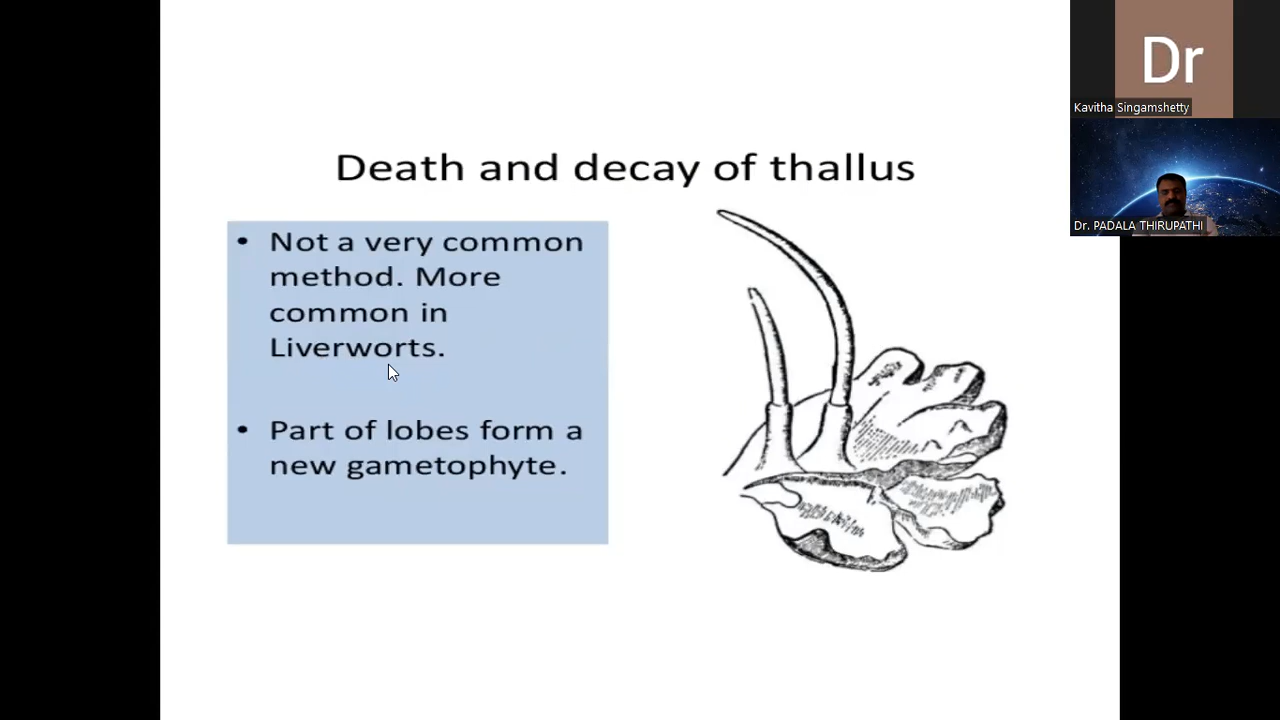 Death and decay of thallus
• Not a very common
method. More
common in
Liverworts.
• Part of lobes form a
new gametophyte.
Dr
Kavitha Singamshetty
Dr. PADALA THIRUPATHI